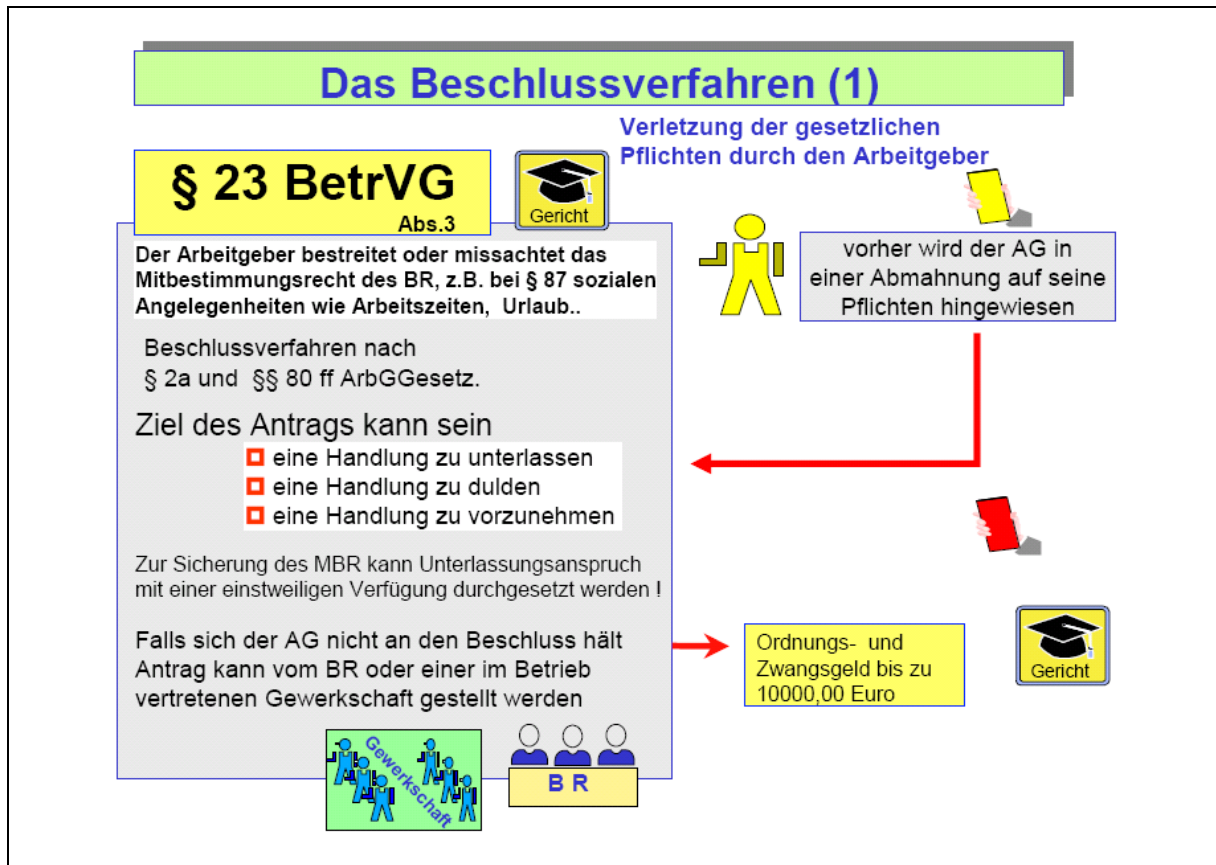 Das Beschlussverfahren (1)
Verletzung der gesetzlichen
Pflichten durch den Arbeitgeber
§ 23 BetrVG
Abs.3
Gericht
Der Arbeitgeber bestreitet oder missachtet das
Mitbestimmungsrecht des BR, z.B. bei § 87 sozialen
Angelegenheiten wie Arbeitszeiten, Urlaub..
vorher wird der AG in
einer Abmahnung auf seine
Pflichten hingewiesen
Beschlussverfahren nach
§ 2a und §§ 80 ff ArbGGesetz.
Ziel des Antrags kann sein
eine Handlung zu unterlassen
eine Handlung zu dulden
eine Handlung zu vorzunehmen
Zur Sicherung des MBR kann Unterlassungsanspruch
mit einer einstweiligen Verfügung durchgesetzt werden !
Falls sich der AG nicht an den Beschluss hält
Antrag kann vom BR oder einer im Betrieb
vertretenen Gewerkschaft gestellt werden
Ordnungs- und
Zwangsgeld bis zu
10000,00 Euro
Gericht
Gewerkschaft
B R